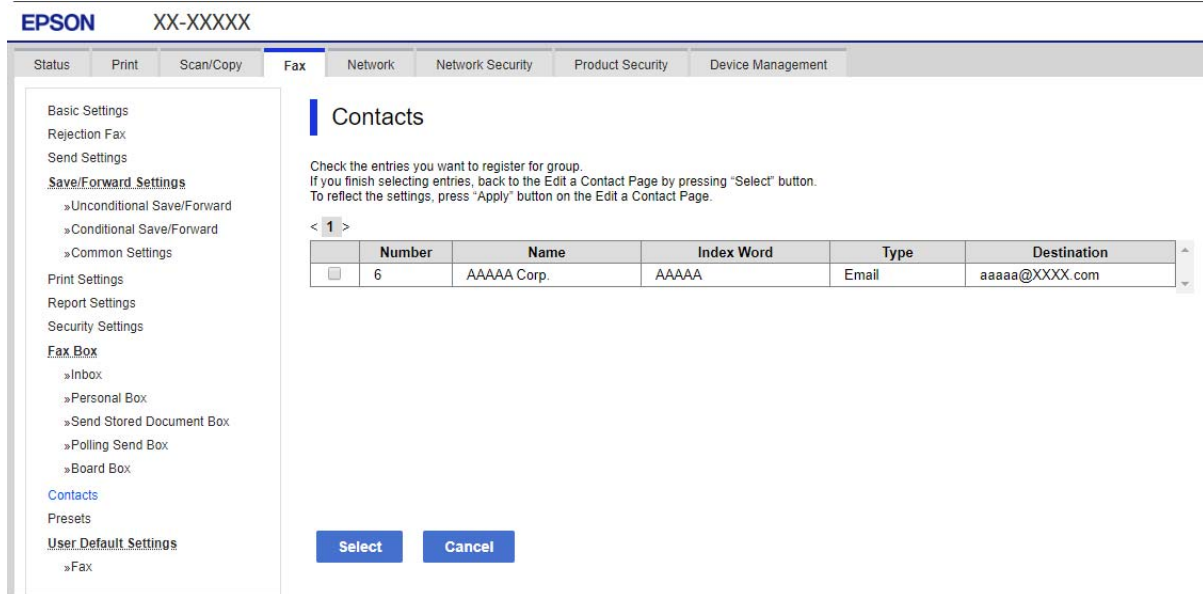 EPSON XX-XXXXX
Status Print Scan/Copy Fax Network Network Security Product Security Device Management
Basic Settings
Rejection Fax
Send Settings
Save/Forward Settings
»Unconditional Save/Forward
»Conditional Save/Forward
»Common Settings
Print Settings
Report Settings
Security Settings
Fax Box
»Inbox
»Personal Box
»Send Stored Document Box
»Polling Send Box
»Board Box
Contacts
Presets
User Default Settings
»Fax
Contacts
Check the entries you want to register for group.
If you finish selecting entries, back to the Edit a Contact Page by pressing “Select” button.
To reflect the settings, press “Apply” button on the Edit a Contact Page.
< 1 >
Number Name Index Word Type Destination
6 AAAAA Corp. AAAAA Email aaaaa@XXXX.com
Select Cancel